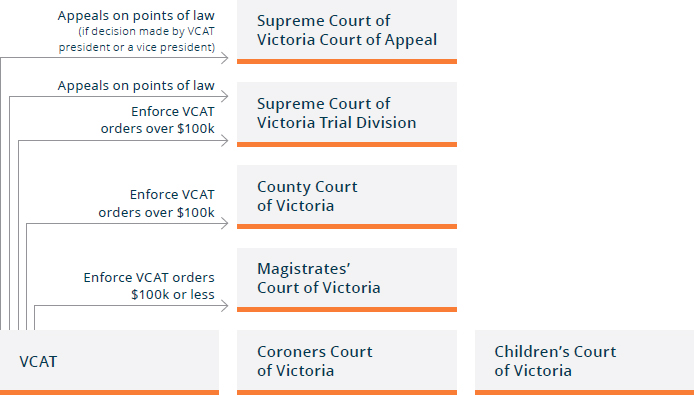 Appeals on points of law
(if decision made by VCAT
president or a vice president)
Supreme Court of
Victoria Court of Appeal
Appeals on points of law
Enforce VCAT
orders over $100k
Supreme Court of
Victoria Trial Division
Enforce VCAT
orders over $100k
County Court
of Victoria
Enforce VCAT orders
$100k or less
Magistrates’
Court of Victoria
VCAT
Coroners Court
of Victoria
Children’s Court
of Victoria